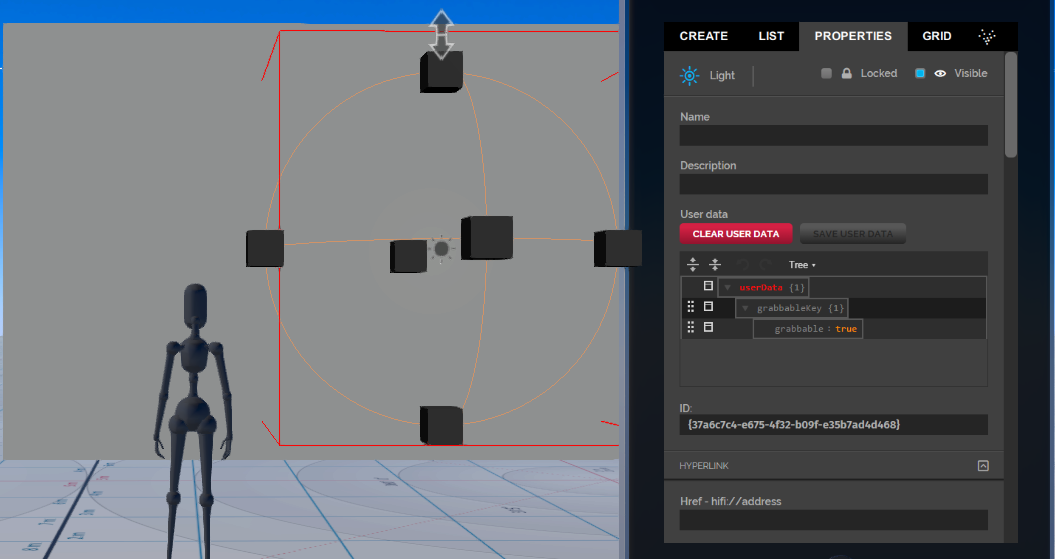 CREATE LIST PROPERTIES GRID
Light Locked Visible
Name
Description
User data
CLEAR USER DATA SAVE USER DATA
Tree
userData {1}
grabbableKey {1}
grabbable : true
ID:
{37a6c7c4-e675-4f32-b09f-e35b7ad4d468}
HYPERLINK
Href - hifi://address